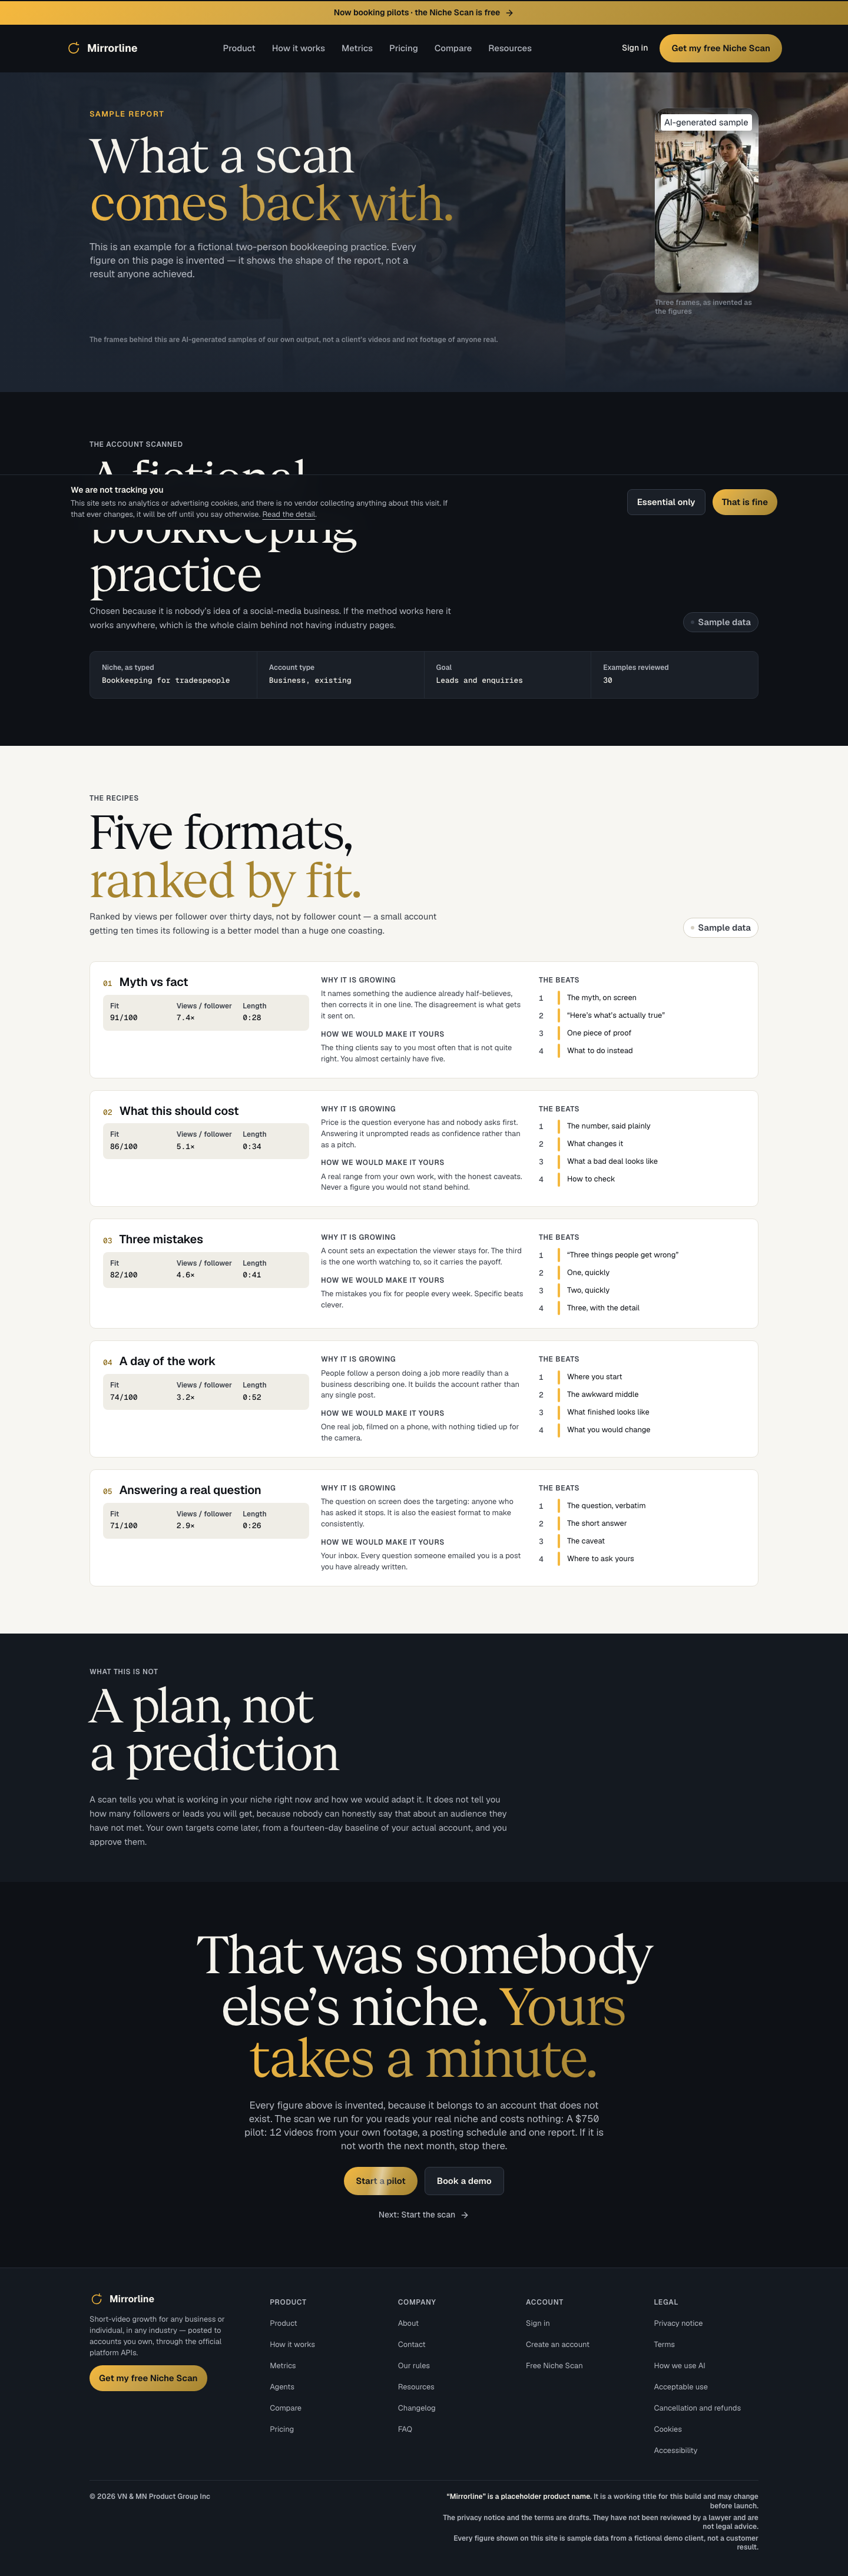 Now booking pilots · the Niche Scan is free →
Mirrorline
Product
How it works
Metrics
Pricing
Compare
Resources
Sign in
Get my free Niche Scan
SAMPLE REPORT
What a scan
comes back with.
This is an example for a fictional two-person bookkeeping practice. Every
figure on this page is invented — it shows the shape of the report, not a
result anyone achieved.
AI-generated sample
Three frames, as invented as
the figures
The frames behind this are AI-generated samples of our own output, not a client's videos and not footage of anyone real.
THE ACCOUNT SCANNED
A fictional
We are not tracking you
This site sets no analytics or advertising cookies, and there is no vendor collecting anything about this visit. If
that ever changes, it will be off until you say otherwise. Read the detail.
Essential only
That is fine
bookkeeping
practice
Chosen because it is nobody's idea of a social-media business. If the method works here it
works anywhere, which is the whole claim behind not having industry pages.
Sample data
Niche, as typed
Bookkeeping for tradespeople
Account type
Business, existing
Goal
Leads and enquiries
Examples reviewed
30
THE RECIPES
Five formats,
ranked by fit.
Ranked by views per follower over thirty days, not by follower count — a small account
getting ten times its following is a better model than a huge one coasting.
Sample data
01 Myth vs fact
Fit
91/100
Views / follower
7.4×
Length
0:28
WHY IT IS GROWING
It names something the audience already half-believes,
then corrects it in one line. The disagreement is what gets
it sent on.
HOW WE WOULD MAKE IT YOURS
The thing clients say to you most often that is not quite
right. You almost certainly have five.
THE BEATS
1 The myth, on screen
2 "Here's what's actually true"
3 One piece of proof
4 What to do instead
02 What this should cost
Fit
86/100
Views / follower
5.1×
Length
0:34
WHY IT IS GROWING
Price is the question everyone has and nobody asks first.
Answering it unprompted reads as confidence rather than
as a pitch.
HOW WE WOULD MAKE IT YOURS
A real range from your own work, with the honest caveats.
Never a figure you would not stand behind.
THE BEATS
1 The number, said plainly
2 What changes it
3 What a bad deal looks like
4 How to check
03 Three mistakes
Fit
82/100
Views / follower
4.6×
Length
0:41
WHY IT IS GROWING
A count sets an expectation the viewer stays for. The third
is the one worth watching to, so it carries the payoff.
HOW WE WOULD MAKE IT YOURS
The mistakes you fix for people every week. Specific beats
clever.
THE BEATS
1 "Three things people get wrong"
2 One, quickly
3 Two, quickly
4 Three, with the detail
04 A day of the work
Fit
74/100
Views / follower
3.2×
Length
0:52
WHY IT IS GROWING
People follow a person doing a job more readily than a
business describing one. It builds the account rather than
any single post.
HOW WE WOULD MAKE IT YOURS
One real job, filmed on a phone, with nothing tidied up for
the camera.
THE BEATS
1 Where you start
2 The awkward middle
3 What finished looks like
4 What you would change
05 Answering a real question
Fit
71/100
Views / follower
2.9×
Length
0:26
WHY IT IS GROWING
The question on screen does the targeting: anyone who
has asked it stops. It is also the easiest format to make
consistently.
HOW WE WOULD MAKE IT YOURS
Your inbox. Every question someone emailed you is a post
you have already written.
THE BEATS
1 The question, verbatim
2 The short answer
3 The caveat
4 Where to ask yours
WHAT THIS IS NOT
A plan, not
a prediction
A scan tells you what is working in your niche right now and how we would adapt it. It does not tell you
how many followers or leads you will get, because nobody can honestly say that about an audience they
have not met. Your own targets come later, from a fourteen-day baseline of your actual account, and you
approve them.
That was somebody
else's niche. Yours
takes a minute.
Every figure above is invented, because it belongs to an account that does not
exist. The scan we run for you reads your real niche and costs nothing: A $750
pilot: 12 videos from your own footage, a posting schedule and one report. If it is
not worth the next month, stop there.
Start a pilot
Book a demo
Next: Start the scan →
Mirrorline
Short-video growth for any business or
individual, in any industry — posted to
accounts you own, through the official
platform APIs.
Get my free Niche Scan
PRODUCT
Product
How it works
Metrics
Agents
Compare
Pricing
COMPANY
About
Contact
Our rules
Resources
Changelog
FAQ
ACCOUNT
Sign in
Create an account
Free Niche Scan
LEGAL
Privacy notice
Terms
How we use AI
Acceptable use
Cancellation and refunds
Cookies
Accessibility
© 2026 VN & MN Product Group Inc
"Mirrorline" is a placeholder product name. It is a working title for this build and may change
before launch.
The privacy notice and the terms are drafts. They have not been reviewed by a lawyer and are
not legal advice.
Every figure shown on this site is sample data from a fictional demo client, not a customer
result.